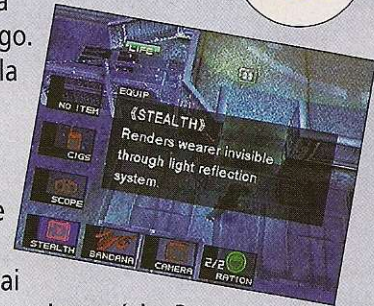 a
go.
la
LIFE
EQUIP
NO ITEM
《STEALTH》
Renders wearer invisible
through light reflection
system.
CIGS
SCOPE
e
STEALTH
BANDANA
CAMERA
2/2
RATION
ai